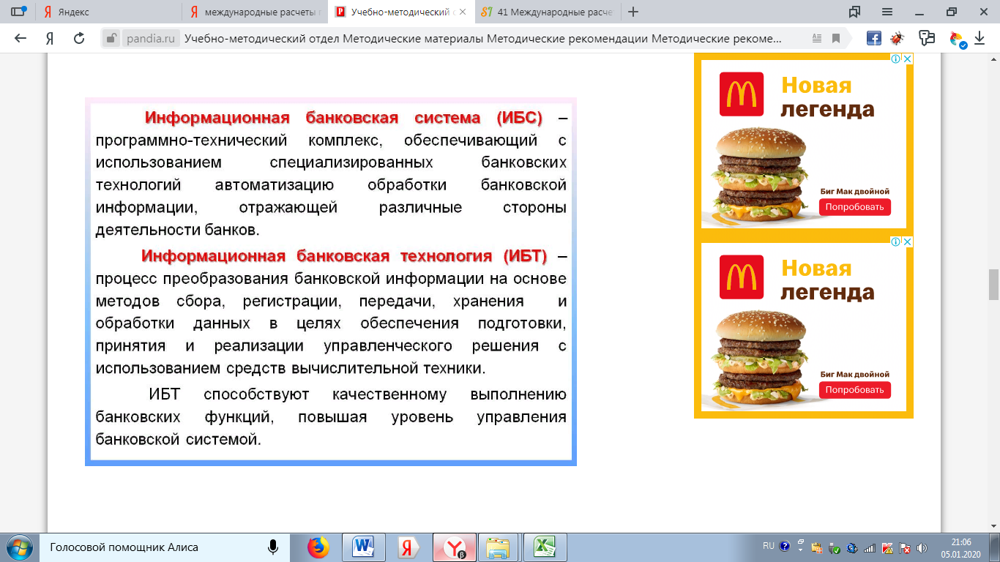 Яндекс
международные расчеты т
Учебно-методический о
41 Международные расче
pandia.ru
Учебно-методический отдел Методические материалы Методические рекомендации Методические рекоме...
Информационная банковская система (ИБС) –
программно-технический комплекс, обеспечивающий с
использованием специализированных банковских
технологий автоматизацию обработки банковской
информации, отражающей различные стороны
деятельности банков.
Информационная банковская технология (ИБТ) –
процесс преобразования банковской информации на основе
методов сбора, регистрации, передачи, хранения и
обработки данных в целях обеспечения подготовки,
принятия и реализации управленческого решения с
использованием средств вычислительной техники.
ИБТ способствуют качественному выполнению
банковских функций, повышая уровень управления
банковской системой.
Новая
легенда
Биг Мак двойной
Попробовать
Новая
легенда
Биг Мак двойной
Попробовать
Голосовой помощник Алиса
RU
21:06
05.01.2020